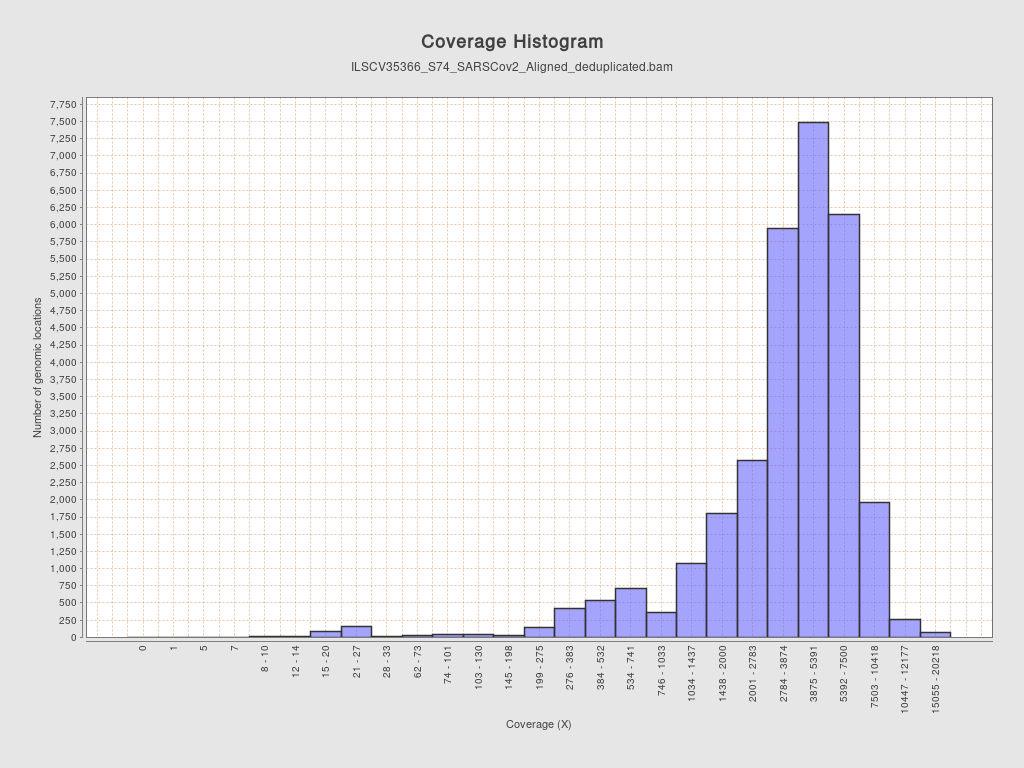 Coverage Histogram
ILSCV35366_S74_SARSCov2_Aligned_deduplicated.bam
Number of genomic locations
7,750
7,500
7,250
7,000
6,750
6,500
6,250
6,000
5,750
5,500
5,250
5,000
4,750
4,500
4,250
4,000
3,750
3,500
3,250
3,000
2,750
2,500
2,250
2,000
1,750
1,500
1,250
1,000
750
500
250
0
0
1
5
7
8 - 10
12 - 14
15 - 20
21 - 27
28 - 33
62 - 73
74 - 101
103 - 130
145 - 198
199 - 275
276 - 383
384 - 532
534 - 741
746 - 1033
1034 - 1437
1438 - 2000
2001 - 2783
2784 - 3874
3875 - 5391
5392 - 7500
7503 - 10418
10447 - 12177
15055 - 20218
Coverage (X)